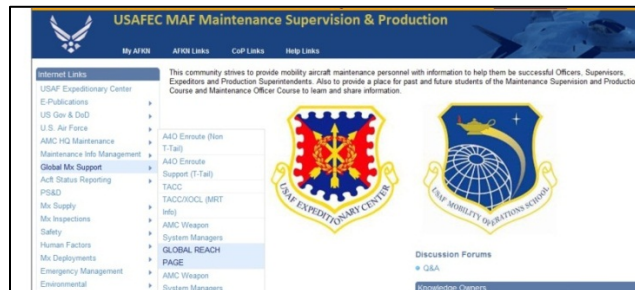 USAFEC MAF Maintenance Supervision & Production
My AFKN AFKN Links CoP Links Help Links
Internet Links
USAF Expeditionary Center
E-Publications
US Gov & DoD
U.S. Air Force
AMC HQ Maintenance
Maintenance Info Management
Global Mx Support
Acft Status Reporting
PS&D
Mx Supply
Mx Inspections
Safety
Human Factors
Mx Deployments
Emergency Management
Environmental
A4O Enroute (Non
T-Tail)
A4O Enroute
Support (T-Tail)
TACC
TACC/XOCL (MRT
Info)
AMC Weapon
System Managers
GLOBAL REACH
PAGE
AMC Weapon
System Managers
This community strives to provide mobility aircraft maintenance personnel with information to help them be successful Officers, Supervisors,
Expeditors and Production Superintendents. Also to provide a place for past and future students of the Maintenance Supervision and Productio
Course and Maintenance Officer Course to learn and share information.
USAF EXPEDITIONARY CENTER
USAF MOBILITY OPERATIONS SCHOOL
Discussion Forums
Q&A
Knowledge Owners